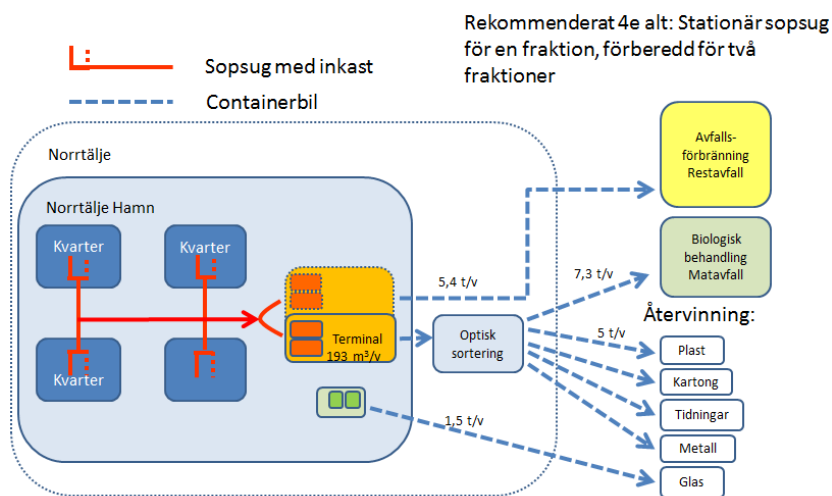 Rekommenderat 4e alt: Stationär sopsug
för en fraktion, förberedd för två
fraktioner
Sopsug med inkast
Containerbil
Norrtälje
Norrtälje Hamn
Kvarter
Kvarter
Kvarter
Terminal
193 m³/v
5,4 t/v
Optisk
sortering
7,3 t/v
5 t/v
1,5 t/v
Avfalls-
förbränning
Restavfall
Biologisk
behandling
Matavfall
Återvinning:
Plast
Kartong
Tidningar
Metall
Glas